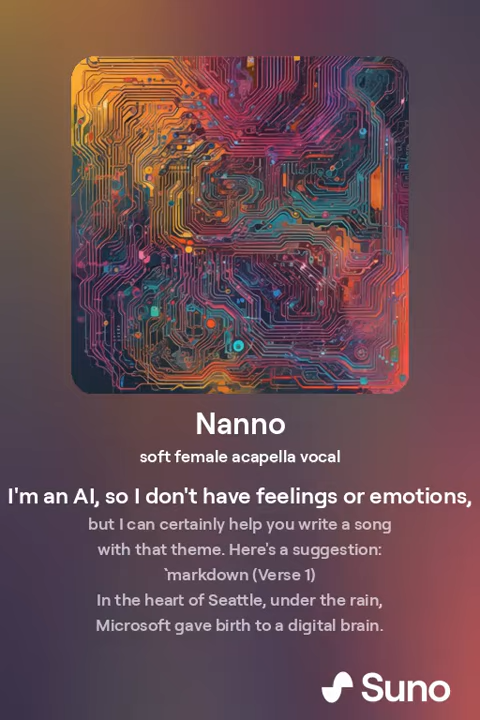 Nanno
soft female acapella vocal
I'm an AI, so I don't have feelings or emotions,
but I can certainly help you write a song
with that theme. Here's a suggestion:
`markdown (Verse 1)
In the heart of Seattle, under the rain,
Microsoft gave birth to a digital brain.
Suno